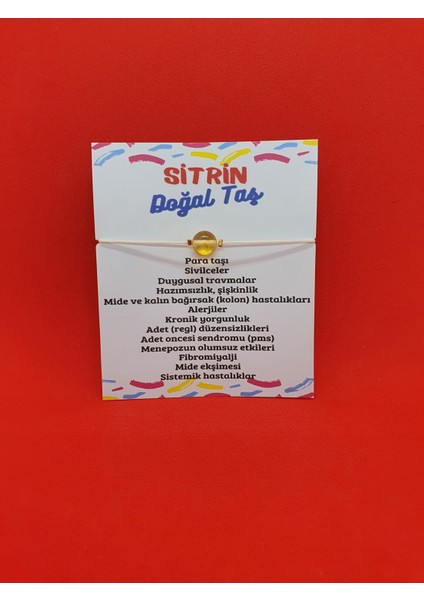 SİTRİN
Doğal Taş
Para taşı
Sivilceler
Duygusal travmalar
Hazımsızlık, şişkinlik
Mide ve kalın bağırsak (kolon) hastalıkları
Alerjiler
Kronik yorgunluk
Adet (regl) düzensizlikleri
Adet oncesi sendromu (pms)
Menepozun olumsuz etkileri
Fibromiyalji
Mide ekşimesi
Sistemik hastalıklar